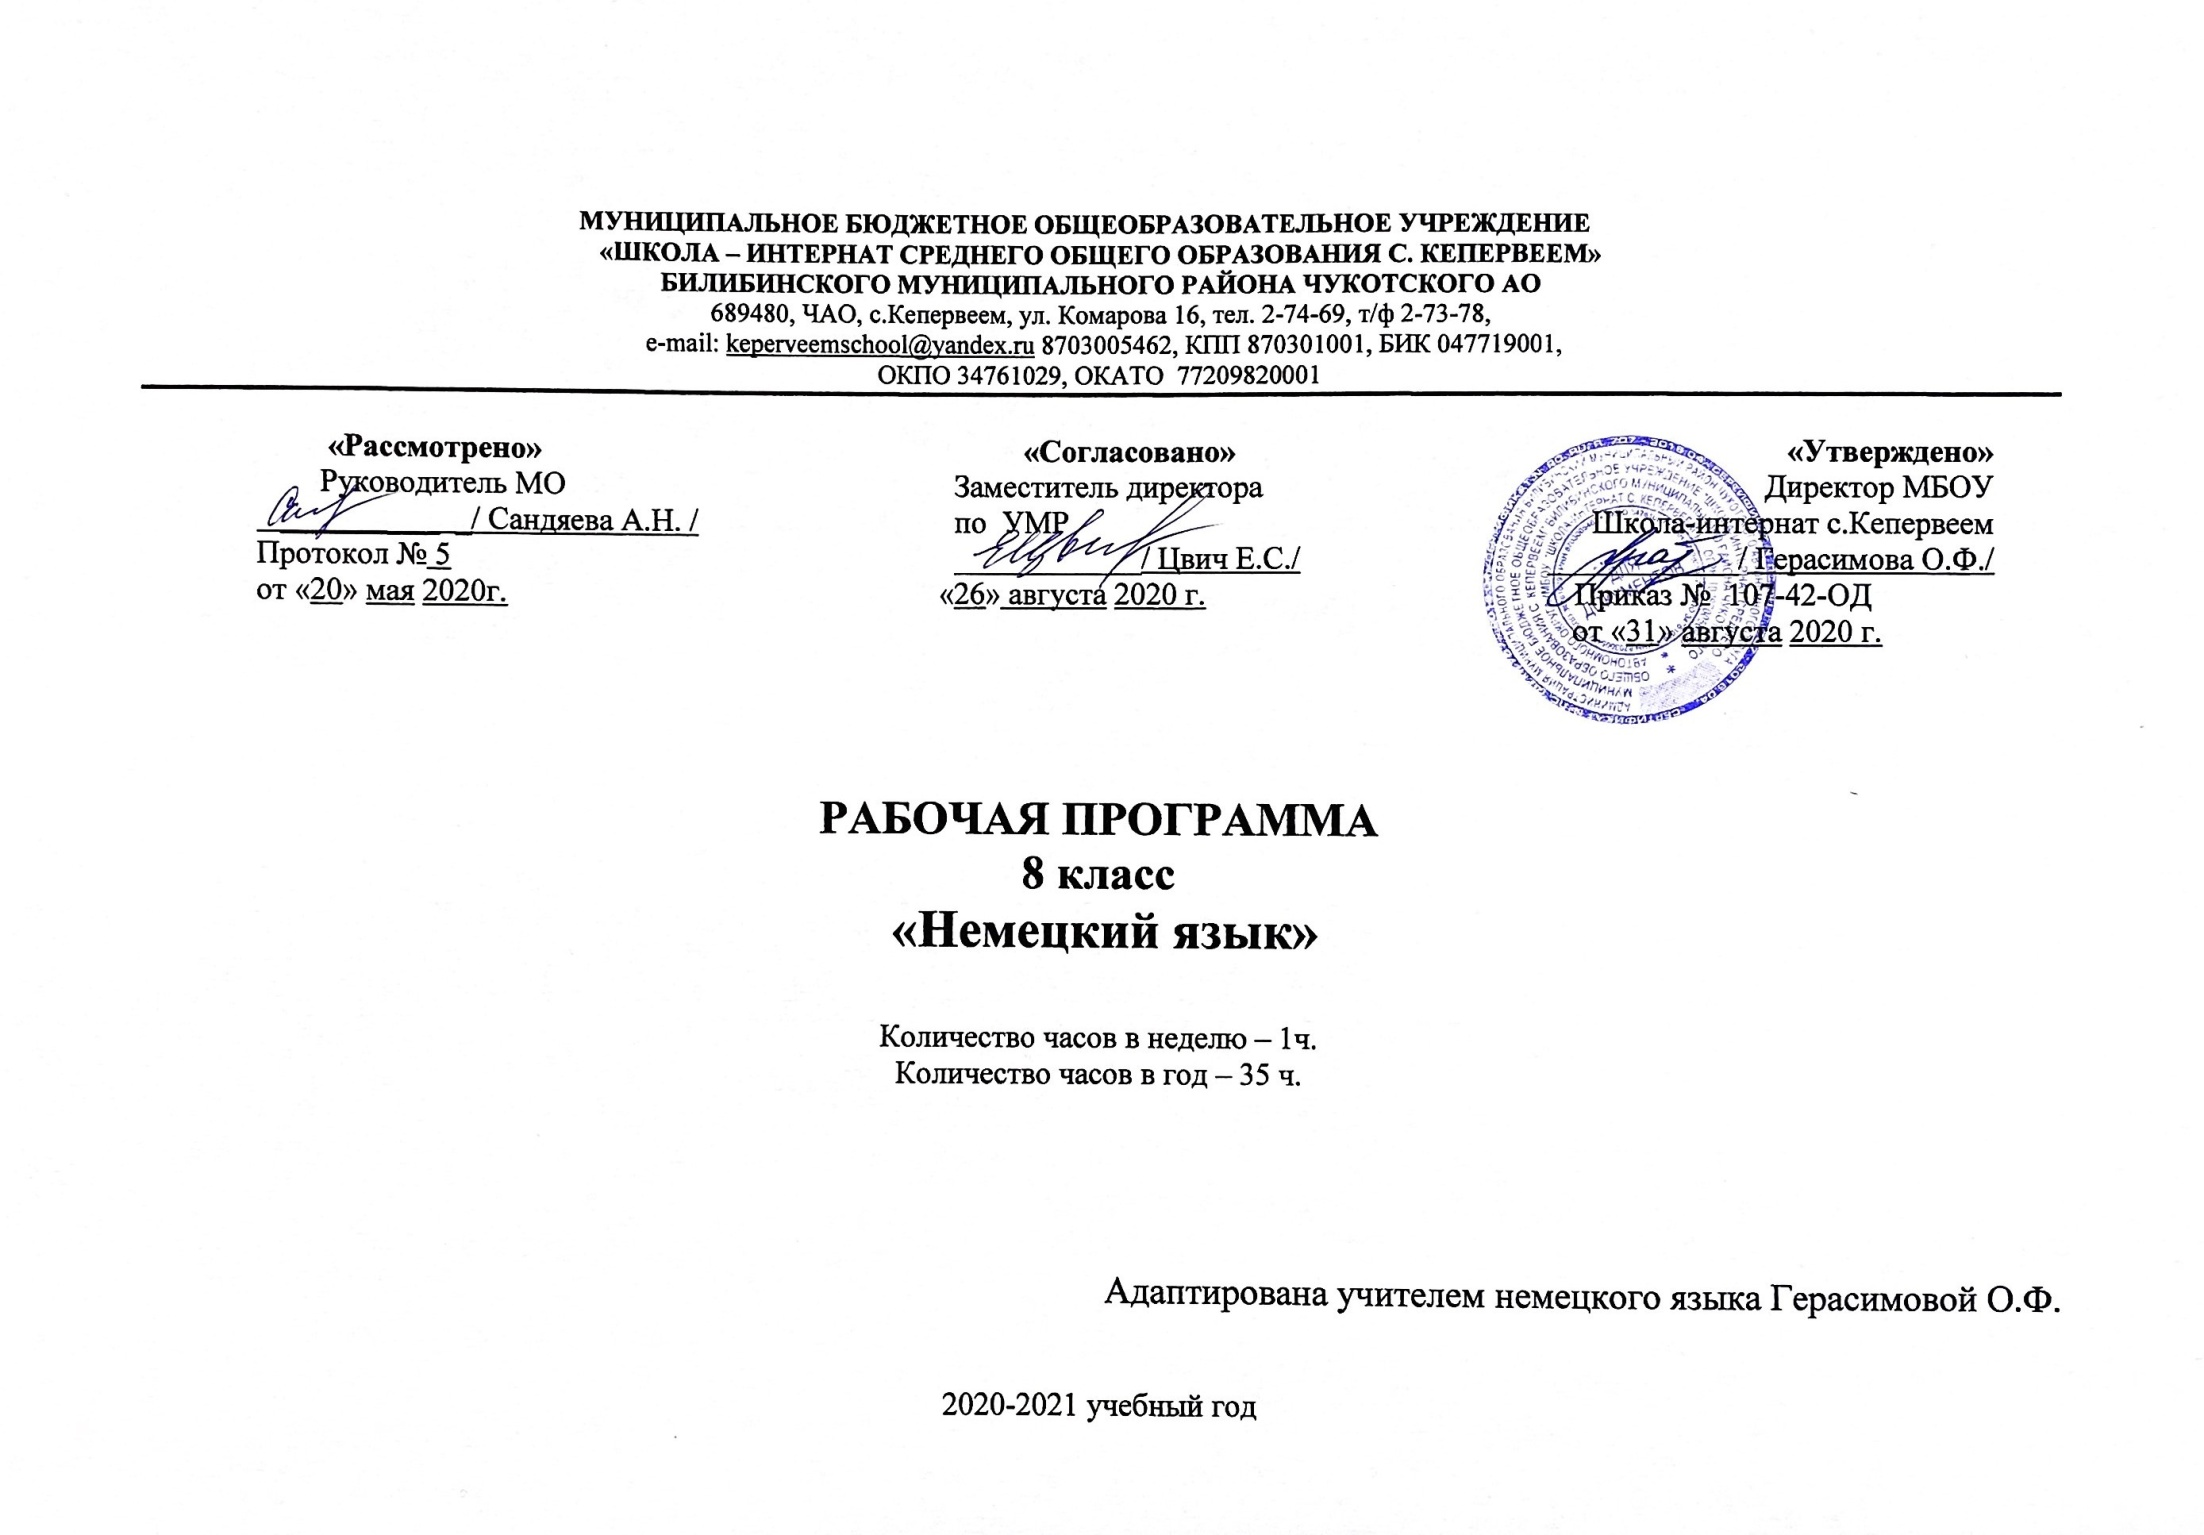 МУНИЦИПАЛЬНОЕ БЮДЖЕТНОЕ ОБЩЕОБРАЗОВАТЕЛЬНОЕ УЧРЕЖДЕНИЕ
«ШКОЛА – ИНТЕРНАТ СРЕДНЕГО ОБЩЕГО ОБРАЗОВАНИЯ С. КЕПЕРВЕЕМ»
БИЛИБИНСКОГО МУНИЦИПАЛЬНОГО РАЙОНА ЧУКОТСКОГО АО
689480, ЧАО, с.Кепервеем, ул. Комарова 16, тел. 2-74-69, т/ф 2-73-78,
e-mail: keperveemschool@yandex.ru 8703005462, КПП 870301001, БИК 047719001,
ОКПО 34761029, ОКАТО 77209820001
«Рассмотрено»
Руководитель МО
/ Сандяева А.Н. /
Протокол № 5
от «20» мая 2020г.
«Согласовано»
Заместитель директора
по УМР
/ Цвич Е.С./
«26» августа 2020 г.
«Утверждено»
Директор МБОУ
Школа-интернат с.Кепервеем
/ Герасимова О.Ф./
Приказ № 107-42-ОД
от «31» августа 2020 г.
РАБОЧАЯ ПРОГРАММА
8 класс
«Немецкий язык»
Количество часов в неделю – 1ч.
Количество часов в год – 35 ч.
Адаптирована учителем немецкого языка Герасимовой О.Ф.
2020-2021 учебный год